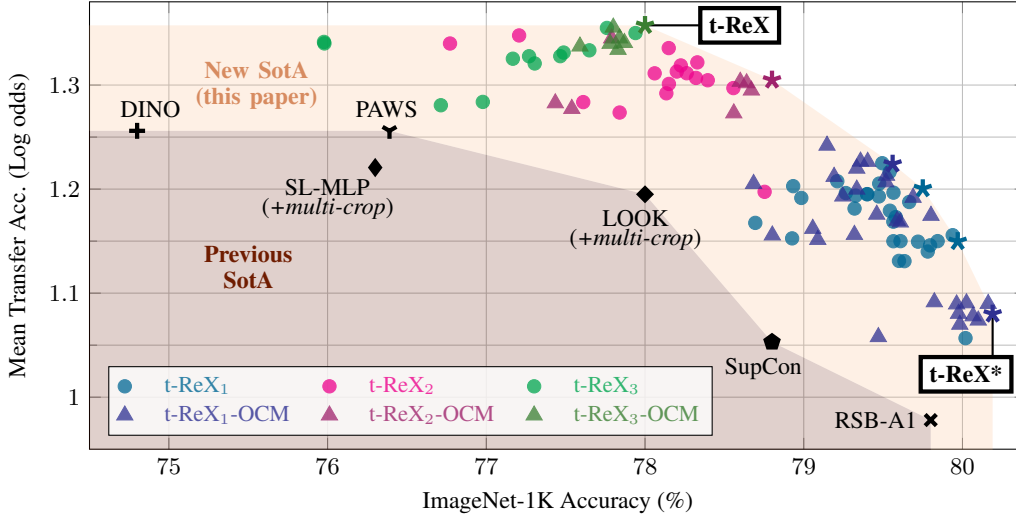 t-ReX
1.3
New SotA
(this paper)
DINO
PAWS
SL-MLP
(+multi-crop)
1.2
LOOK
(+multi-crop)
Previous
SotA
1.1
SupCon
t-ReX*
1
RSB-A1
t-ReX₁ t-ReX₂ t-ReX₃
t-ReX₁-OCM t-ReX₂-OCM t-ReX₃-OCM
75 76 77 78 79 80
ImageNet-1K Accuracy (%)
Mean Transfer Acc. (Log odds)